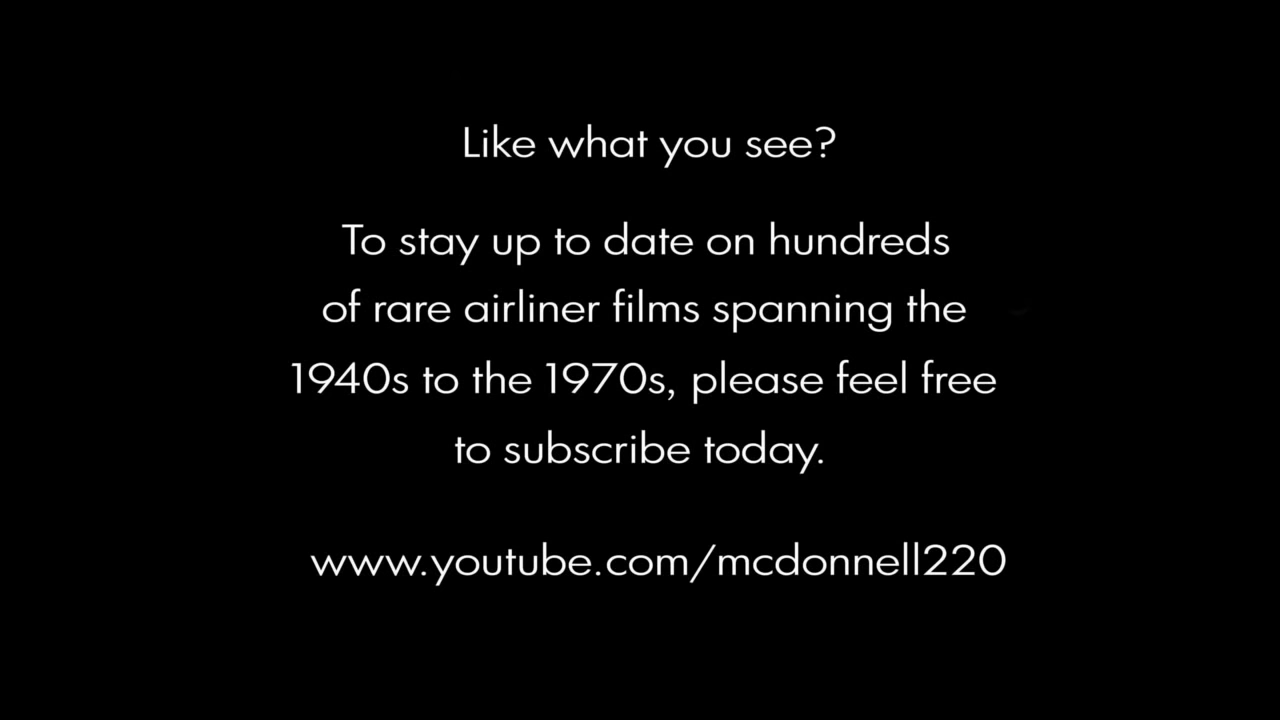 Like what you see?
To stay up to date on hundreds
of rare airliner films spanning the
1940s to the 1970s, please feel free
to subscribe today.
www.youtube.com/mcdonnell220